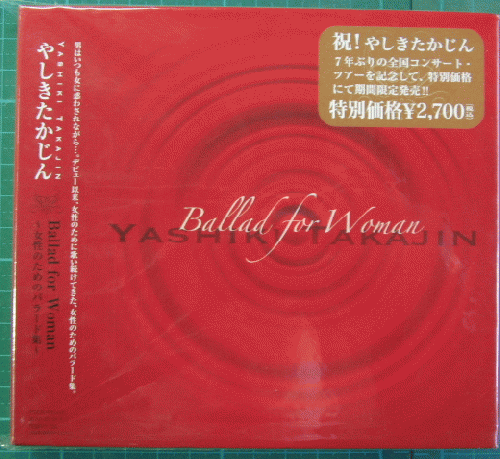 祝!やしきたかじん
7年ぶりの全国コンサート・
ツアーを記念して、特別価格
にて期間限定発売!!
特別価格¥2,700
Ballad for Woman
YASHIKI TAKAJIN
男はいつも女に惑わされながら…。デビュー以来、女性のために歌い続けてきた、女性のためのバラード集。
YASHIKI TAKAJIN
やしきたかじん
Ballad for Woman
～女性のためのバラード集～